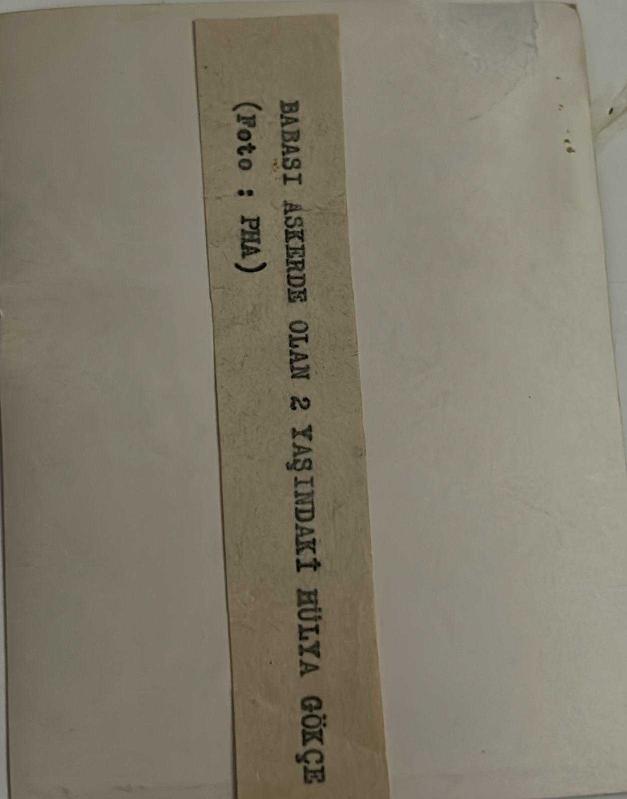 BABASI ASKERDE OLAN 2 YAŞINDAKİ HÜLYA GÖKÇE
(Foto : PHA)